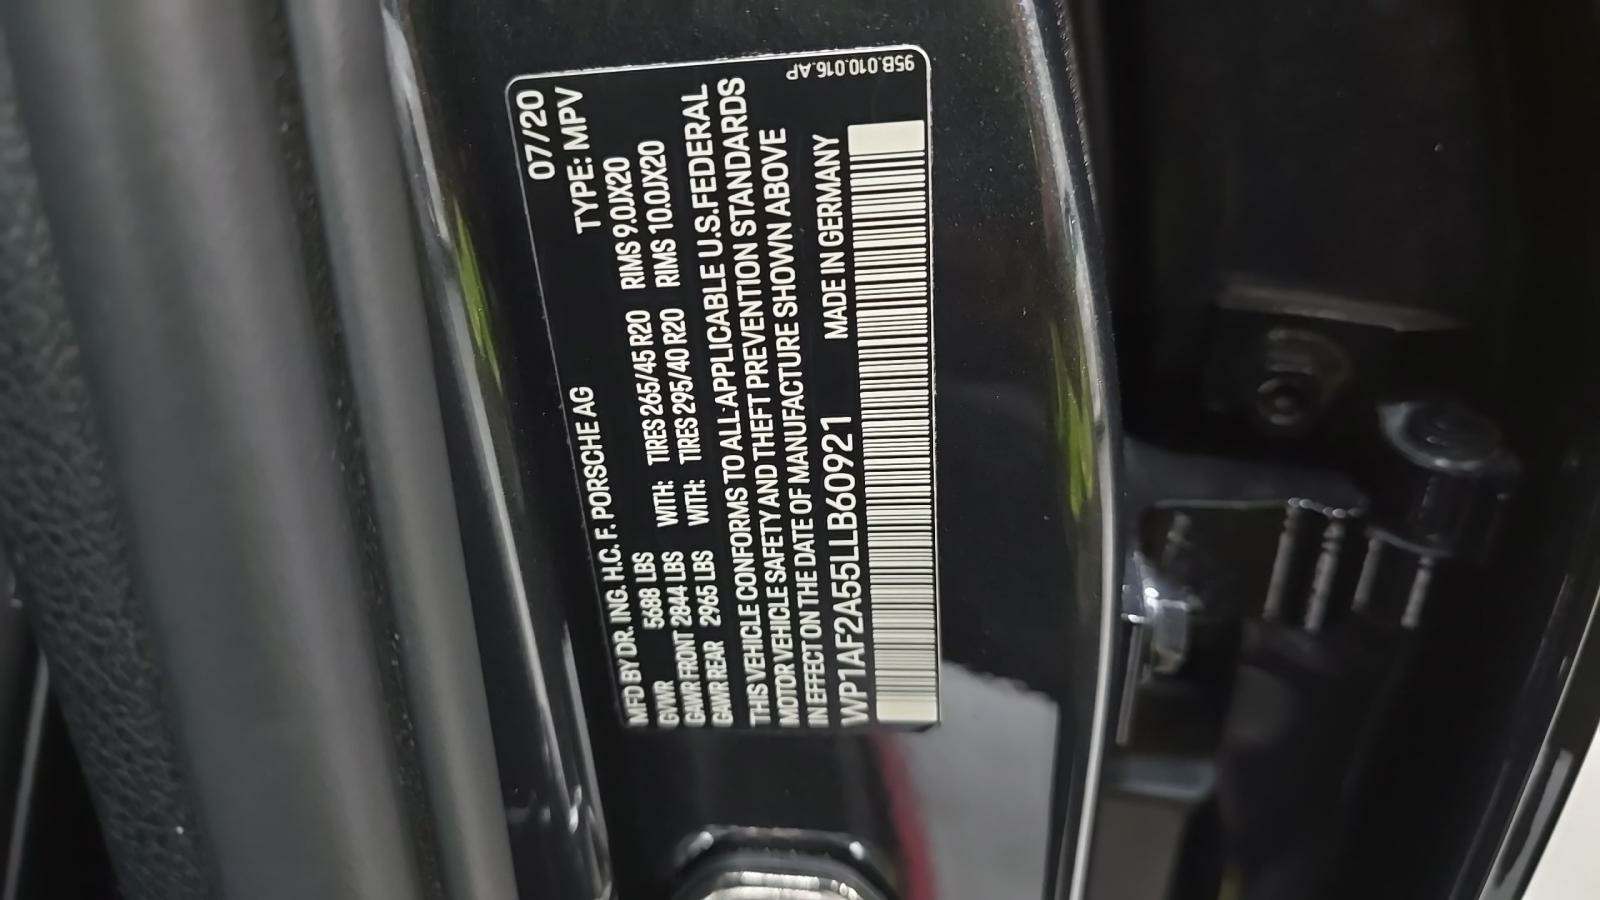 95B.010.016.AP
07/20
MFD BY DR. ING. H.C. F. PORSCHE AG TYPE: MPV
GVWR 5688 LBS
GAWR FRONT 2844 LBS WITH: TIRES 265/45 R20 RIMS 9.0JX20
GAWR REAR 2965 LBS WITH: TIRES 295/40 R20 RIMS 10.0JX20
THIS VEHICLE CONFORMS TO ALL APPLICABLE U.S. FEDERAL
MOTOR VEHICLE SAFETY AND THEFT PREVENTION STANDARDS
IN EFFECT ON THE DATE OF MANUFACTURE SHOWN ABOVE
WP1AF2A55LLB60921 MADE IN GERMANY